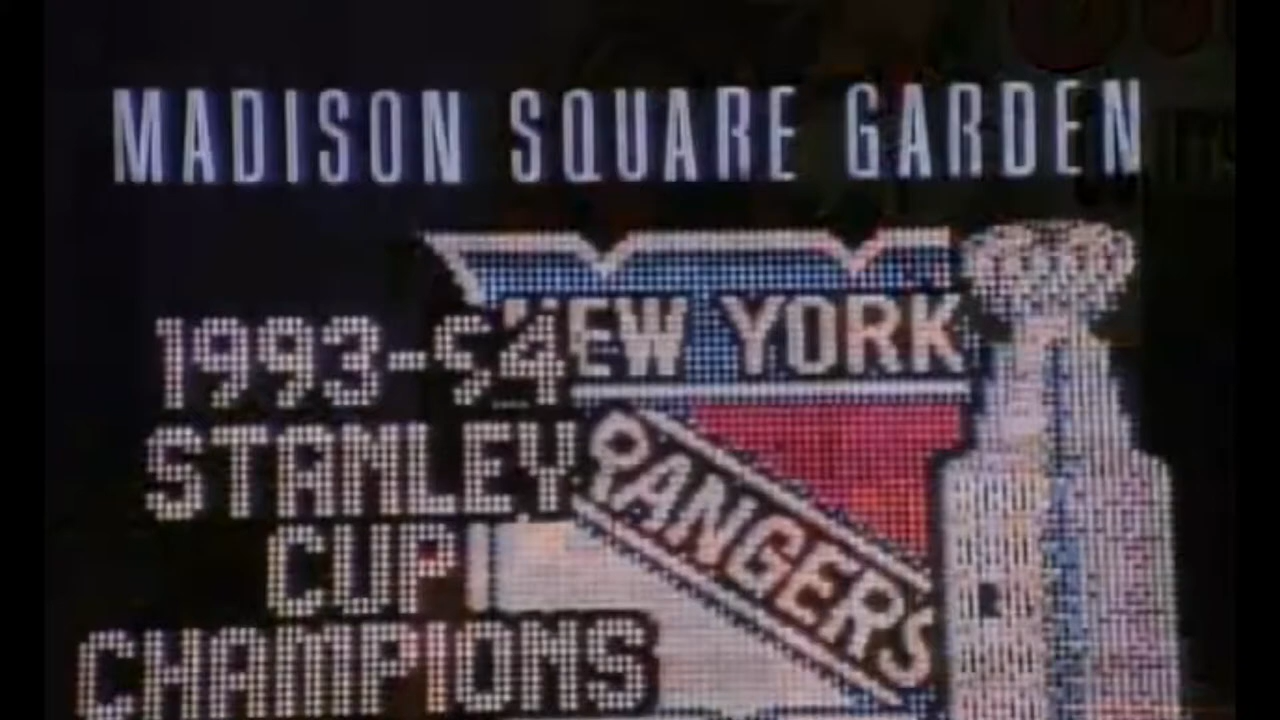 MADISON SQUARE GARDEN
NEW YORK
RANGERS
1993-94
STANLEY
CUP
CHAMPIONS